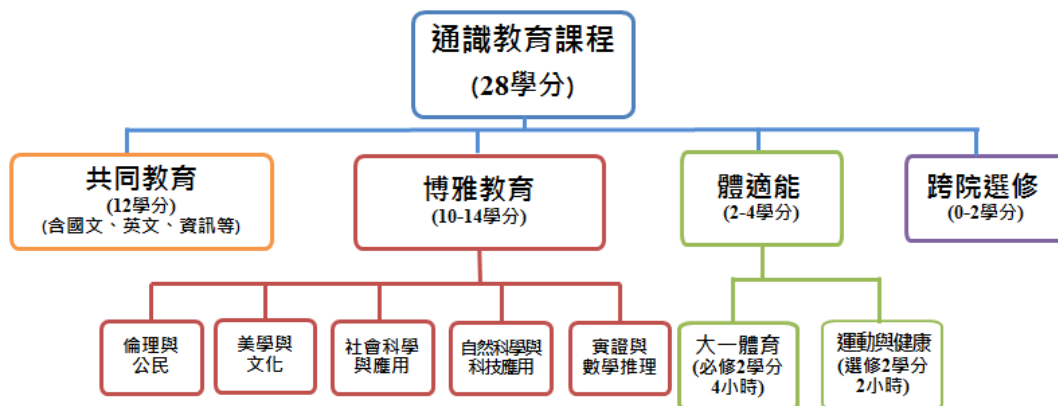 通識教育課程
(28學分)
共同教育
(12學分)
(含國文、英文、資訊等)
博雅教育
(10-14學分)
體適能
(2-4學分)
跨院選修
(0-2學分)
倫理與
公民
美學與
文化
社會科學
與應用
自然科學與
科技應用
實證與
數學推理
大一體育
(必修2學分
4小時)
運動與健康
(選修2學分
2小時)